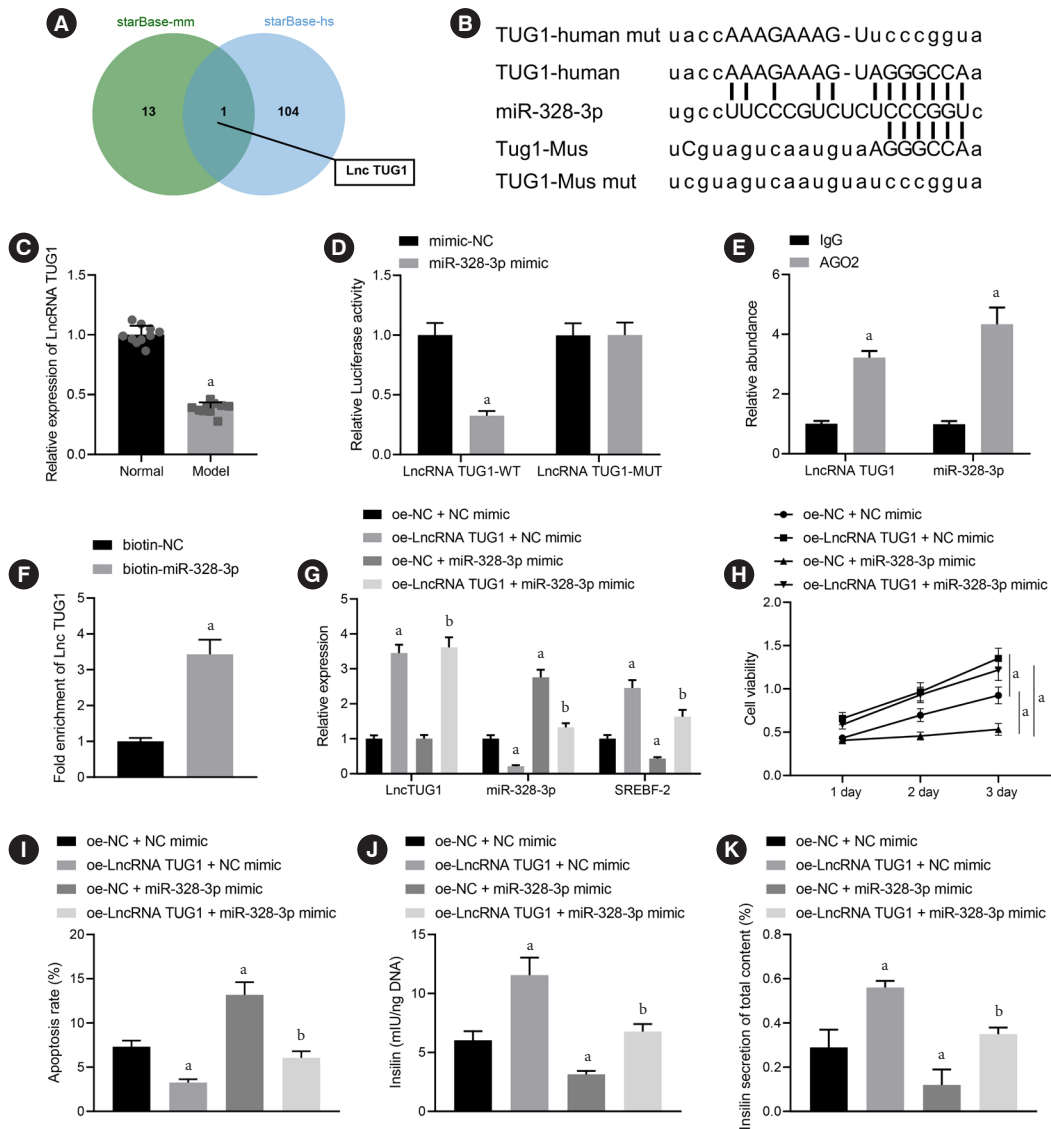 A
starBase-mm
starBase-hs
13
1
104
Lnc TUG1
B
TUG1-human mut
uaccAAAGAAAG-Uucccggua
TUG1-human
uaccAAAGAAAG-UAGGGCCAa
miR-328-3p
ugccUUCCCGUCUCUCCCGGUc
Tug1-Mus
uCguagucaauguaAGGGCCAa
TUG1-Mus mut
ucguagucaauguaucccggua
C
Relative expression of LncRNA TUG1
1.5
1.0
0.5
0.0
a
Normal
Model
D
mimic-NC
miR-328-3p mimic
Relative Luciferase activity
1.5
1.0
0.5
0.0
a
LncRNA TUG1-WT
LncRNA TUG1-MUT
E
IgG
AGO2
Relative abundance
6
4
2
0
a
a
LncRNA TUG1
miR-328-3p
F
biotin-NC
biotin-miR-328-3p
Fold enrichment of Lnc TUG1
5
4
3
2
1
0
a
G
oe-NC + NC mimic
oe-LncRNA TUG1 + NC mimic
oe-NC + miR-328-3p mimic
oe-LncRNA TUG1 + miR-328-3p mimic
Relative expression
5
4
3
2
1
0
a
b
a
a
b
a
a
b
LncTUG1
miR-328-3p
SREBF-2
H
oe-NC + NC mimic
oe-LncRNA TUG1 + NC mimic
oe-NC + miR-328-3p mimic
oe-LncRNA TUG1 + miR-328-3p mimic
Cell viability
2.0
1.5
1.0
0.5
0.0
a
a
a
1 day
2 day
3 day
I
oe-NC + NC mimic
oe-LncRNA TUG1 + NC mimic
oe-NC + miR-328-3p mimic
oe-LncRNA TUG1 + miR-328-3p mimic
Apoptosis rate (%)
20
15
10
5
0
a
a
b
J
oe-NC + NC mimic
oe-LncRNA TUG1 + NC mimic
oe-NC + miR-328-3p mimic
oe-LncRNA TUG1 + miR-328-3p mimic
Insilin (mIU/ng DNA)
15
10
5
0
a
a
b
K
oe-NC + NC mimic
oe-LncRNA TUG1 + NC mimic
oe-NC + miR-328-3p mimic
oe-LncRNA TUG1 + miR-328-3p mimic
Insilin secretion of total content (%)
0.8
0.6
0.4
0.2
0.0
a
a
b